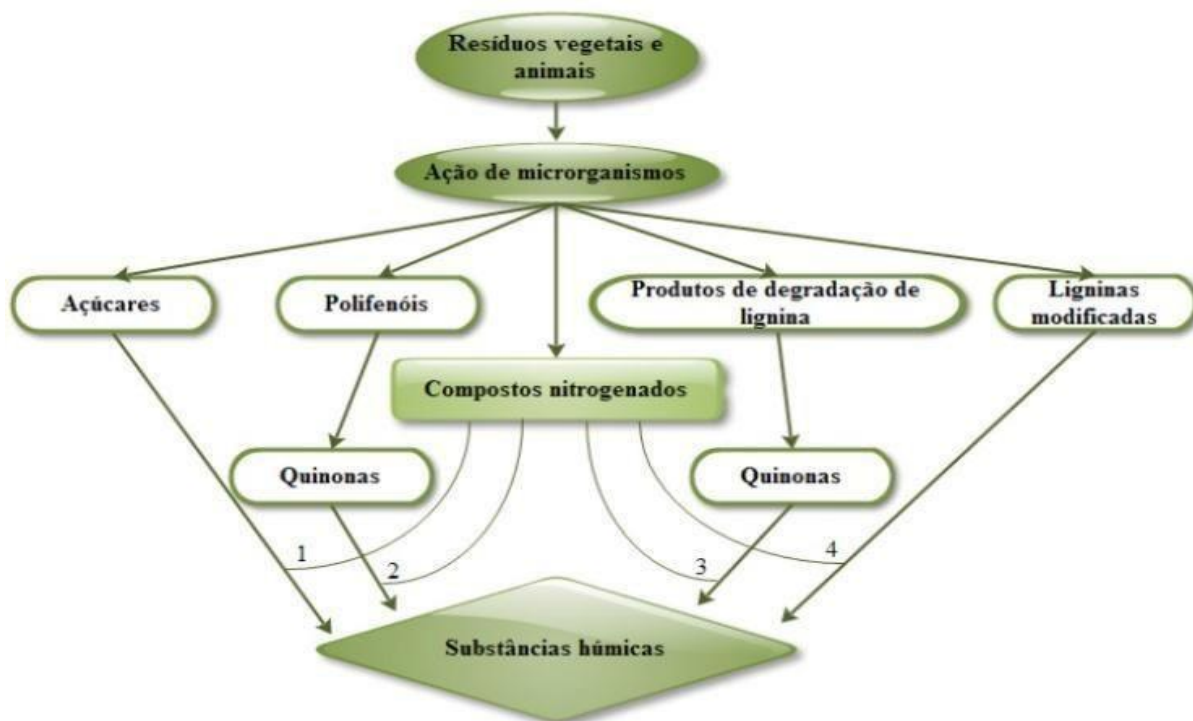 Resíduos vegetais e
animais
Ação de microrganismos
Açúcares
Polifenóis
Produtos de degradação de
lignina
Ligninas
modificadas
Compostos nitrogenados
Quinonas
Quinonas
1
2
3
4
Substâncias húmicas